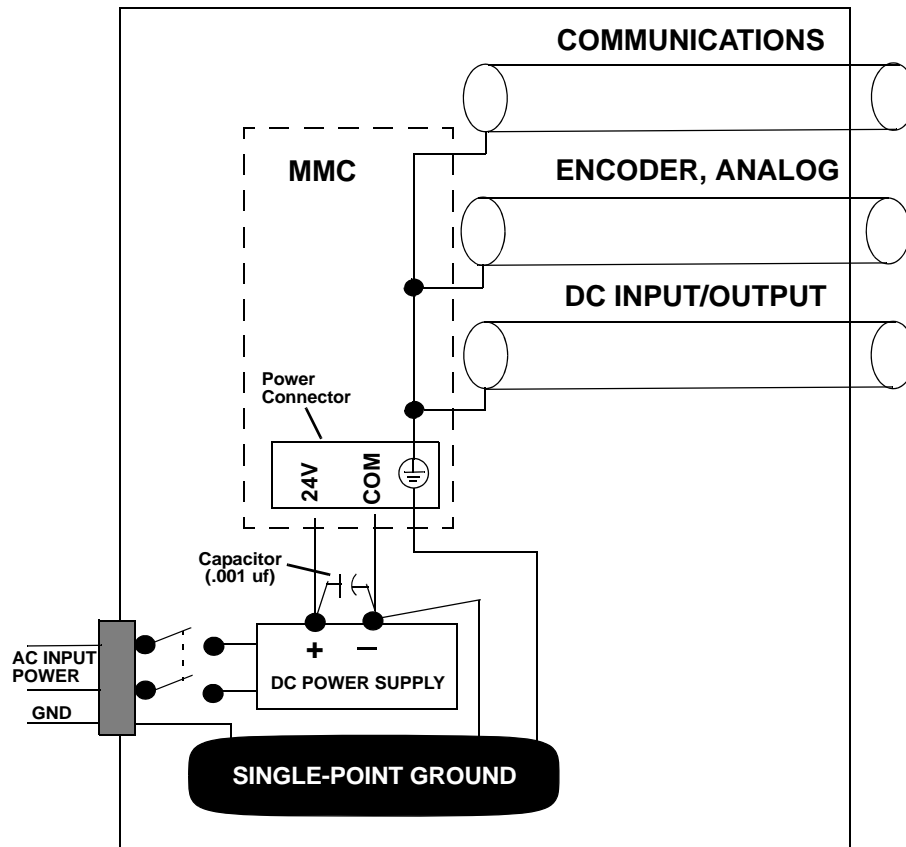 COMMUNICATIONS
MMC
ENCODER, ANALOG
DC INPUT/OUTPUT
Power
Connector
24V
COM
Capacitor
(.001 uf)
+ −
DC POWER SUPPLY
AC INPUT
POWER
GND
SINGLE-POINT GROUND